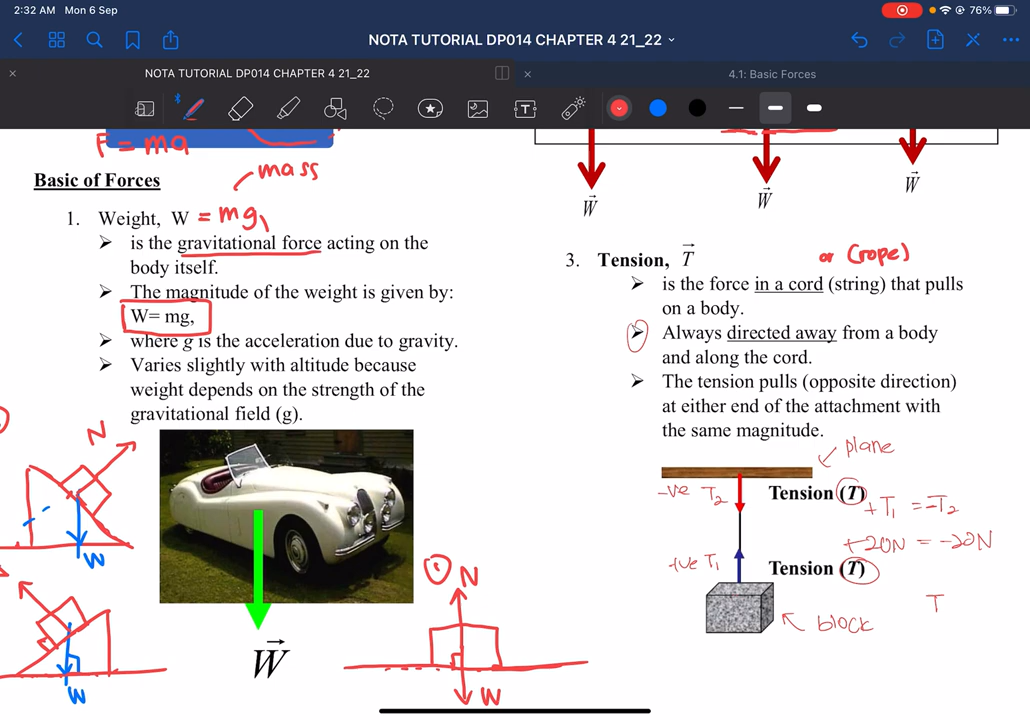 2:32 AM Mon 6 Sep
76%
NOTA TUTORIAL DP014 CHAPTER 4 21_22
NOTA TUTORIAL DP014 CHAPTER 4 21_22
4.1: Basic Forces
F = ma
mass
Basic of Forces
1. Weight, W = mg,
➢ is the gravitational force acting on the
body itself.
➢ The magnitude of the weight is given by:
W= mg,
➢ where g is the acceleration due to gravity.
➢ Varies slightly with altitude because
weight depends on the strength of the
gravitational field (g).
N
W
W
W
1 N
W
W
W
W
or (rope)
3. Tension, T
➢ is the force in a cord (string) that pulls
on a body.
➢ Always directed away from a body
and along the cord.
➢ The tension pulls (opposite direction)
at either end of the attachment with
the same magnitude.
plane
-ve T2 Tension (T)
+T1 = -T2
+20N = -20N
+ve T1 Tension (T)
T
block